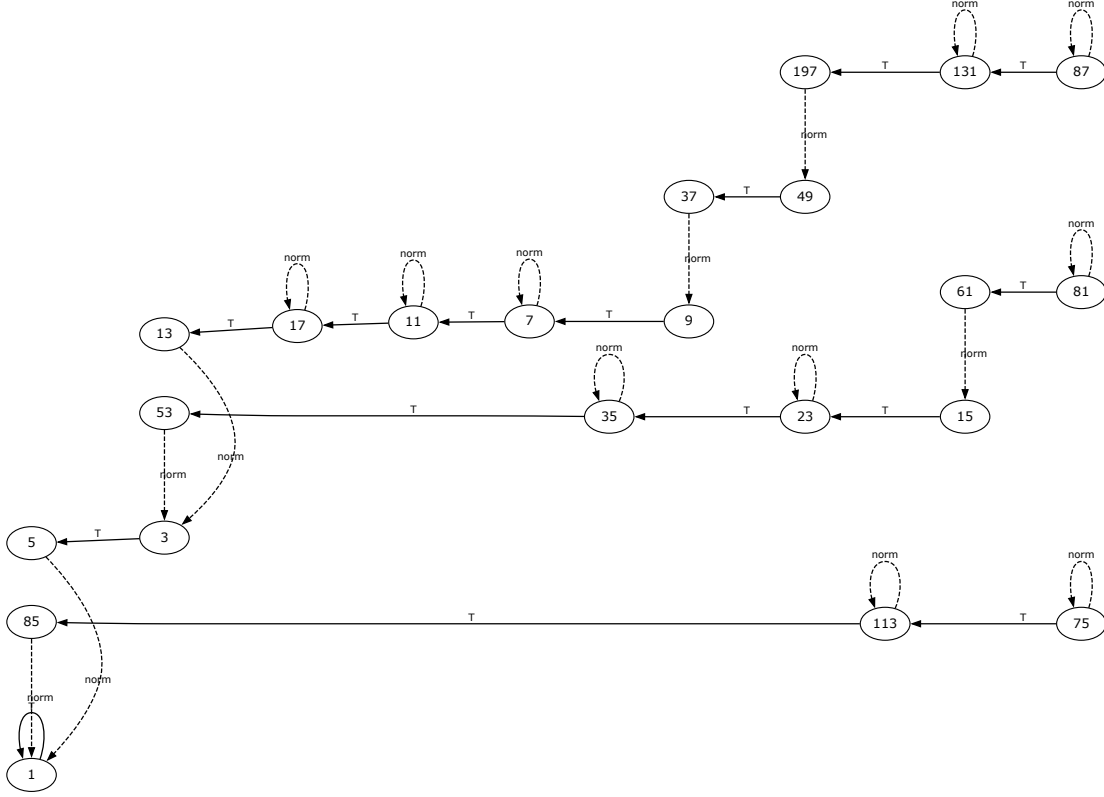 norm norm
197 T 131 T 87
norm
37 T 49
norm
norm norm norm norm
61 T 81
13 T 17 T 11 T 7 T 9
norm norm norm
53 T 35 T 23 T 15
norm norm
5 T 3
norm norm
85 T 113 T 75
norm
norm
T
1